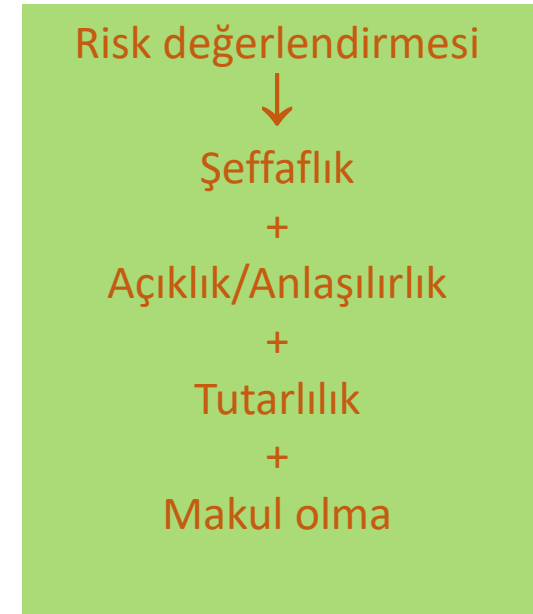 Risk değerlendirmesi
↓
Şeffaflık
+
Açıklık/Anlaşılırlık
+
Tutarlılık
+
Makul olma